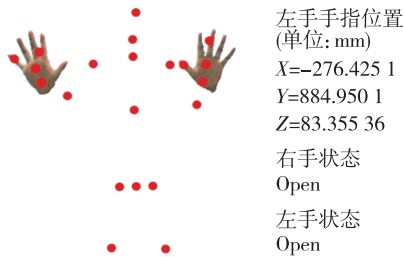 左手手指位置
(单位:mm)
X=-276.425 1
Y=884.950 1
Z=83.355 36
右手状态
Open
左手状态
Open